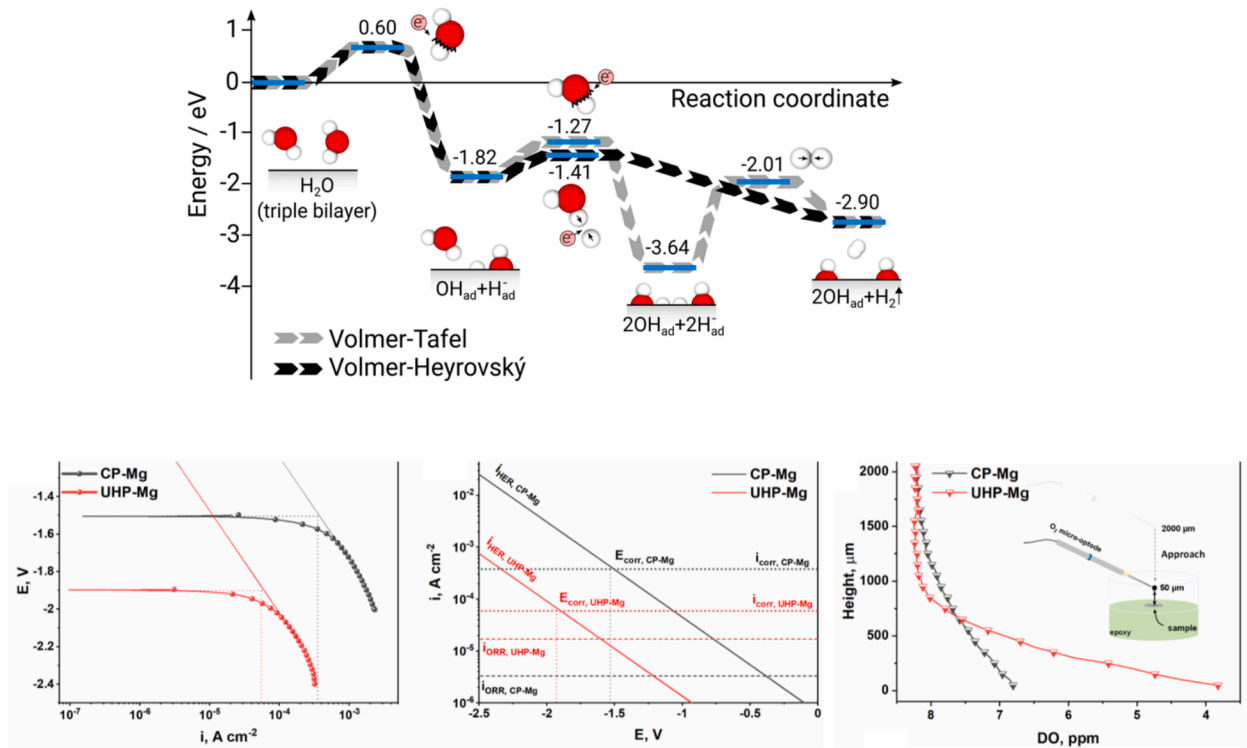 1
0
-1
-2
-3
-4
Energy / eV
Reaction coordinate
0.60
-1.82
-1.27
-1.41
-3.64
-2.01
-2.90
e⁻
e⁻
e⁻
H₂O
(triple bilayer)
OHad+H⁻ad
2OHad+2H⁻ad
2OHad+H₂↑
Volmer-Tafel
Volmer-Heyrovský
CP-Mg
UHP-Mg
-1.4
-1.6
-1.8
-2
-2.2
-2.4
E, V
10⁻⁷
10⁻⁶
10⁻⁵
10⁻⁴
10⁻³
i, A cm⁻²
CP-Mg
UHP-Mg
iHER, CP-Mg
iHER, UHP-Mg
Ecorr, CP-Mg
icorr, CP-Mg
Ecorr, UHP-Mg
icorr, UHP-Mg
iORR, UHP-Mg
iORR, CP-Mg
10⁻²
10⁻³
10⁻⁴
10⁻⁵
10⁻⁶
i, A cm⁻²
-2.5
-2
-1.5
-1
-0.5
0
E, V
CP-Mg
UHP-Mg
2000
1500
1000
500
0
Height, μm
O₂ micro-optode
2000 μm
Approach
50 μm
sample
epoxy
8
7
6
5
4
DO, ppm